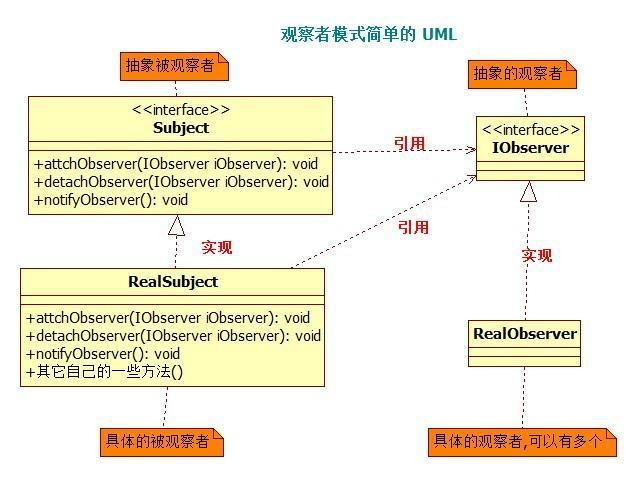 观察者模式简单的 UML
抽象被观察者
抽象的观察者
<<interface>>
Subject
+attchObserver(IObserver iObserver): void
+detachObserver(IObserver iObserver): void
+notifyObserver(): void
引用
<<interface>>
IObserver
实现
引用
实现
RealSubject
+attchObserver(IObserver iObserver): void
+detachObserver(IObserver iObserver): void
+notifyObserver(): void
+其它自己的一些方法()
RealObserver
具体的被观察者
具体的观察者,可以有多个